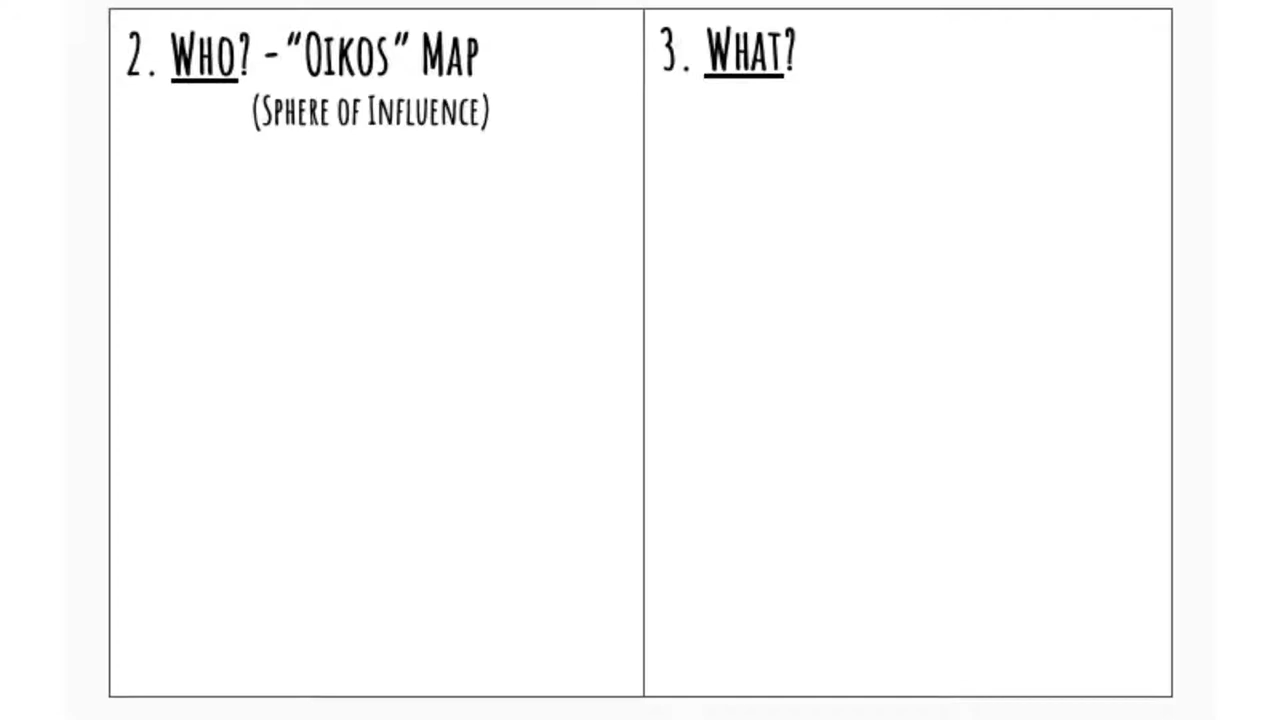 2. Who? - "Oikos" Map
(Sphere of Influence)
3. What?